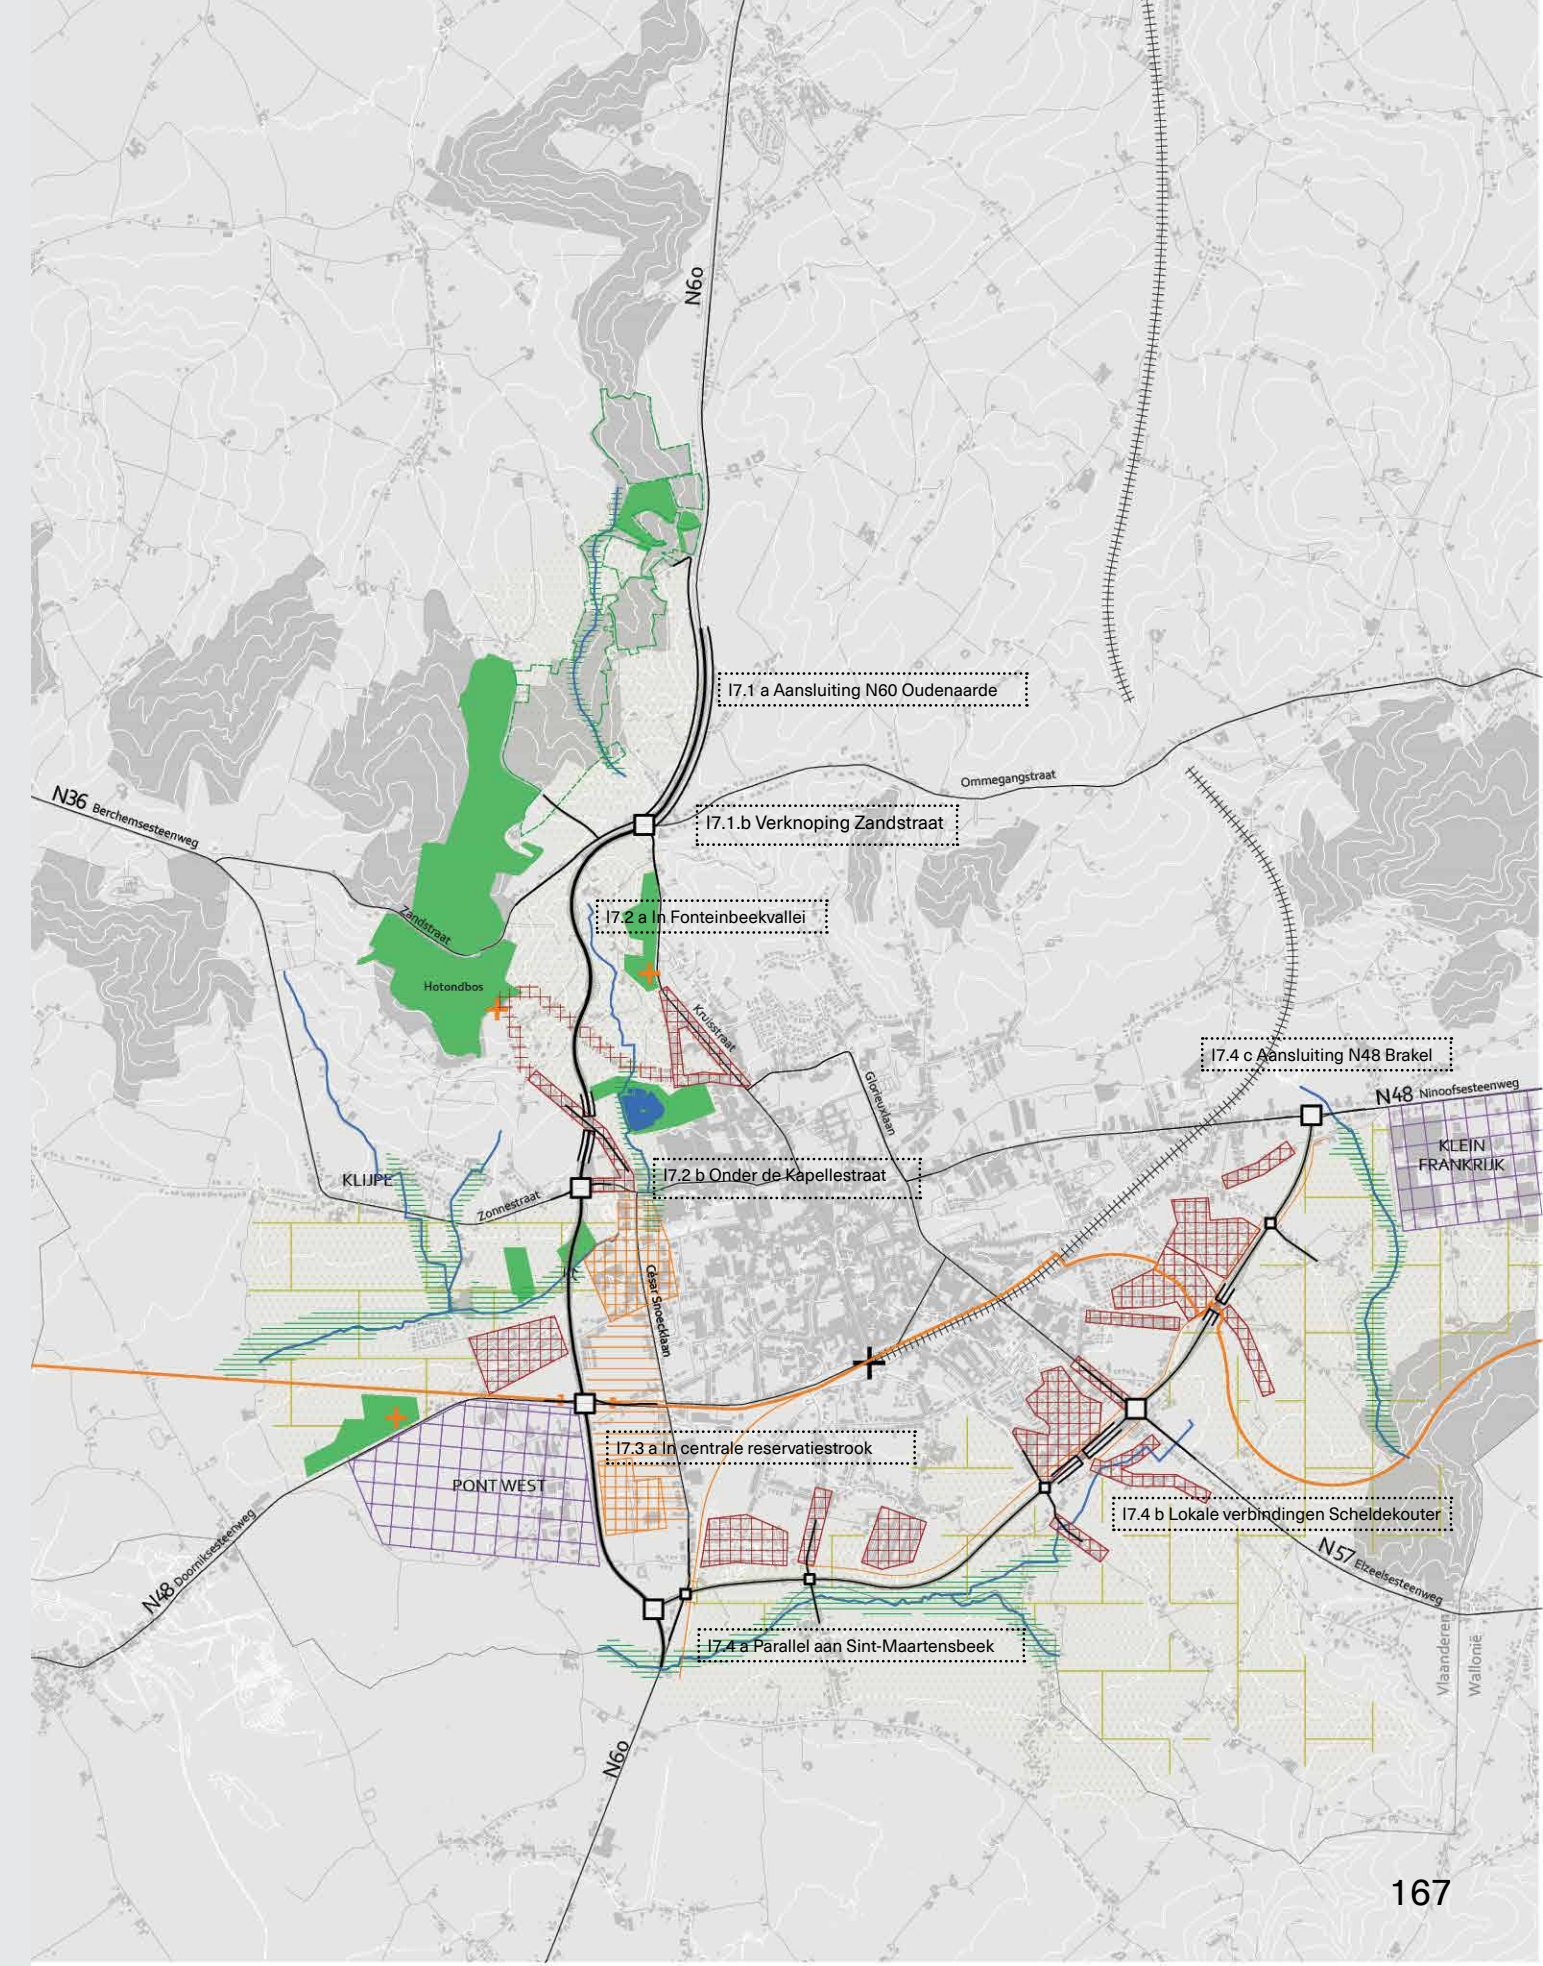 N60
I7.1 a Aansluiting N60 Oudenaarde
Ommegangstraat
N36 Berchemsesteenweg
I7.1.b Verknoping Zandstraat
Zandstraat
I7.2 a In Fonteinbeekvallei
Hotondbos
Kruisstraat
I7.4 c Aansluiting N48 Brakel
Glorieuxlaan
N48 Ninoofsesteenweg
KLEIN
FRANKRIJK
KLIJPE
I7.2 b Onder de Kapellestraat
Zonnestraat
César Snoecklaan
I7.3 a In centrale reservatiestrook
PONT WEST
I7.4 b Lokale verbindingen Scheldekouter
N48 Doorniksesteenweg
N57 Elzeelsesteenweg
I7.4 a Parallel aan Sint-Maartensbeek
Vlaanderen
Wallonië
N60
167